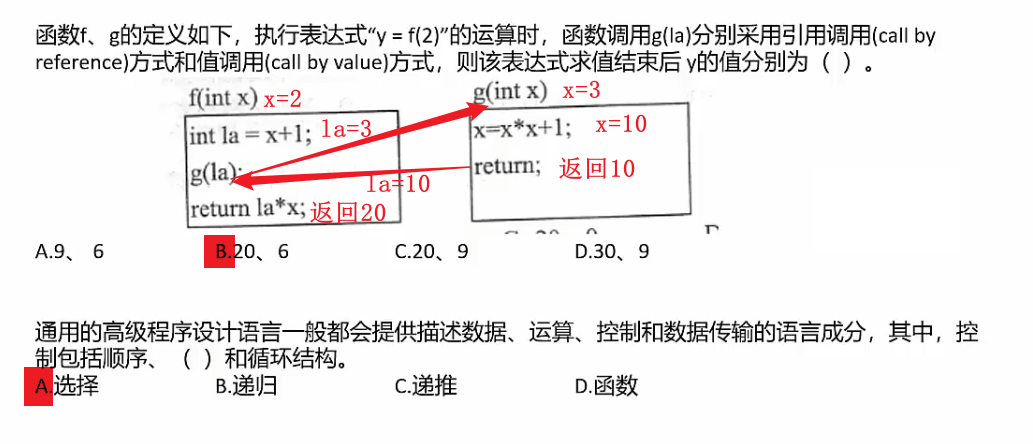 函数f、g的定义如下，执行表达式“y = f(2)”的运算时，函数调用g(la)分别采用引用调用(call by
reference)方式和值调用(call by value)方式，则该表达式求值结束后 y的值分别为（ ）。
f(int x) x=2
int la = x+1; la=3
g(la);
la=10
return la*x; 返回20
g(int x) x=3
x=x*x+1; x=10
return; 返回10
A.9、 6 B.20、6 C.20、9 D.30、9
通用的高级程序设计语言一般都会提供描述数据、运算、控制和数据传输的语言成分，其中，控
制包括顺序、（ ）和循环结构。
A.选择 B.递归 C.递推 D.函数